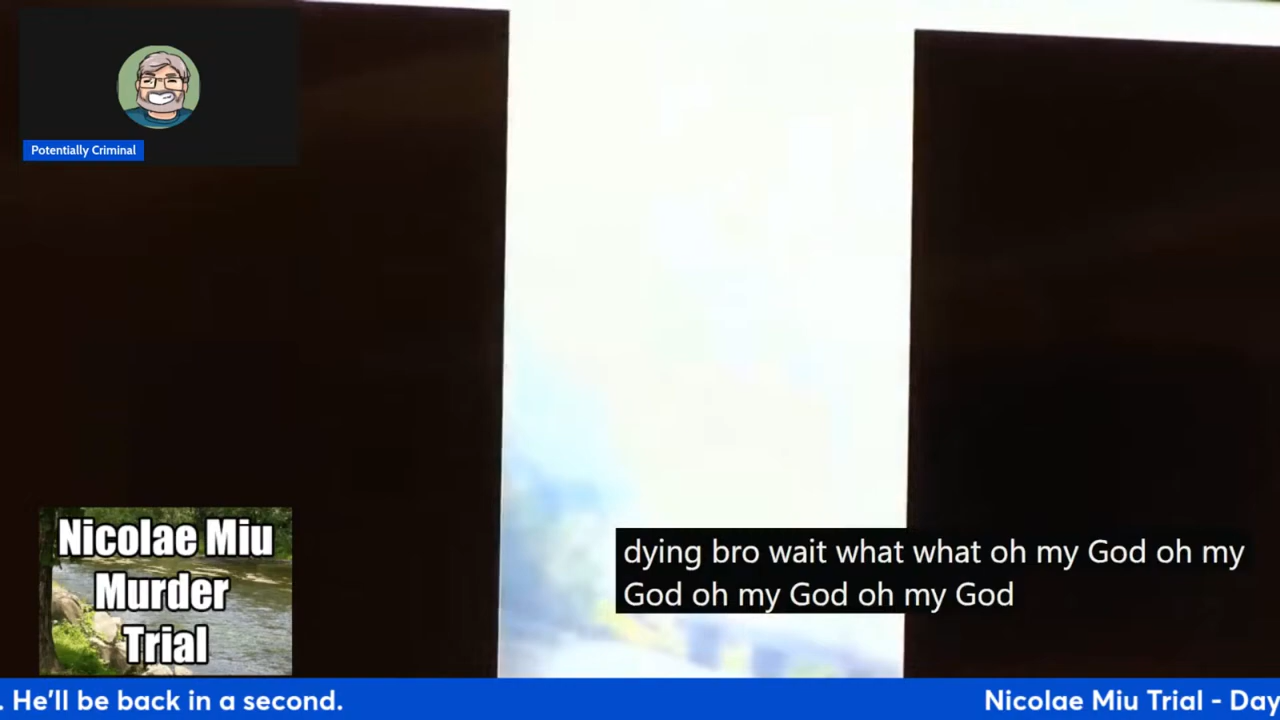 Potentially Criminal
Nicolae Miu
Murder
Trial
dying bro wait what what oh my God oh my
God oh my God oh my God
. He’ll be back in a second.
Nicolae Miu Trial - Day